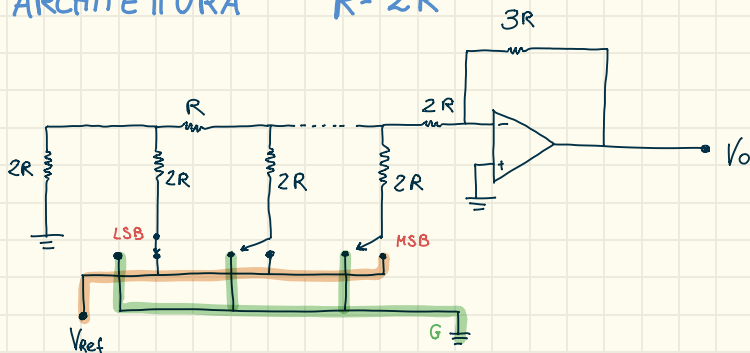 ARCHITETTURA R-2R
3R
R
2R
2R
2R
2R
2R
LSB
MSB
Vo
G
VRef